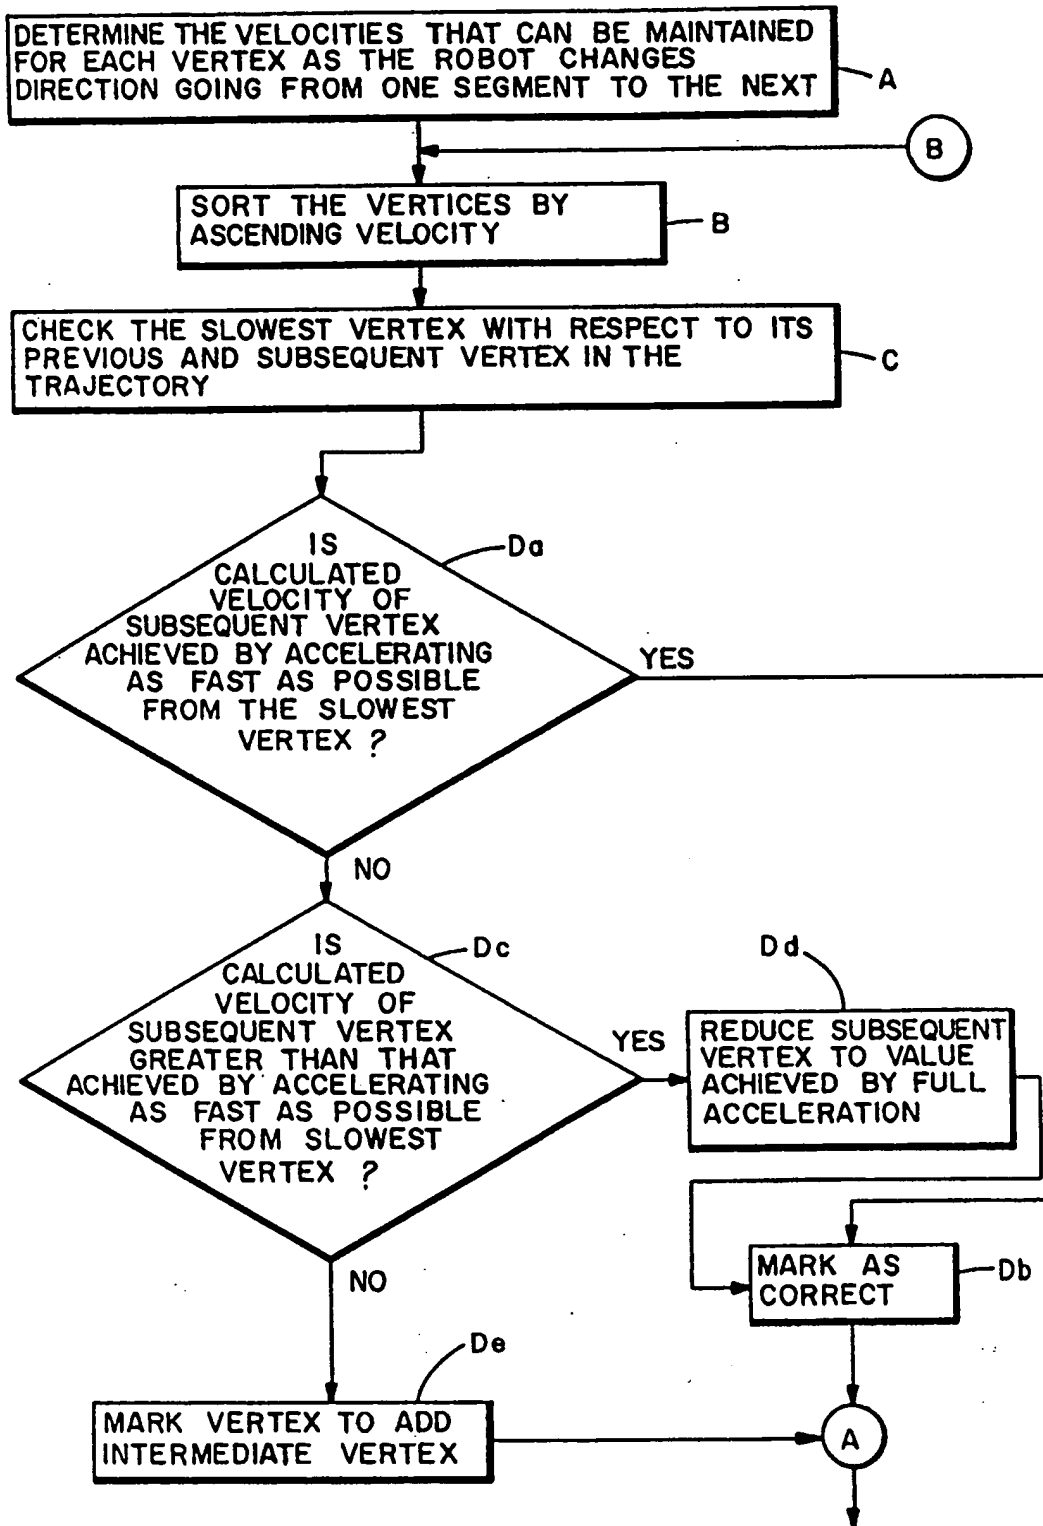 DETERMINE THE VELOCITIES THAT CAN BE MAINTAINED
FOR EACH VERTEX AS THE ROBOT CHANGES
DIRECTION GOING FROM ONE SEGMENT TO THE NEXT
A
B
SORT THE VERTICES BY
ASCENDING VELOCITY
B
CHECK THE SLOWEST VERTEX WITH RESPECT TO ITS
PREVIOUS AND SUBSEQUENT VERTEX IN THE
TRAJECTORY
C
IS
CALCULATED
VELOCITY OF
SUBSEQUENT VERTEX
ACHIEVED BY ACCELERATING
AS FAST AS POSSIBLE
FROM THE SLOWEST
VERTEX ?
Da
YES
NO
IS
CALCULATED
VELOCITY OF
SUBSEQUENT VERTEX
GREATER THAN THAT
ACHIEVED BY ACCELERATING
AS FAST AS POSSIBLE
FROM SLOWEST
VERTEX ?
Dc
YES
Dd
REDUCE SUBSEQUENT
VERTEX TO VALUE
ACHIEVED BY FULL
ACCELERATION
NO
MARK AS
CORRECT
Db
De
MARK VERTEX TO ADD
INTERMEDIATE VERTEX
A